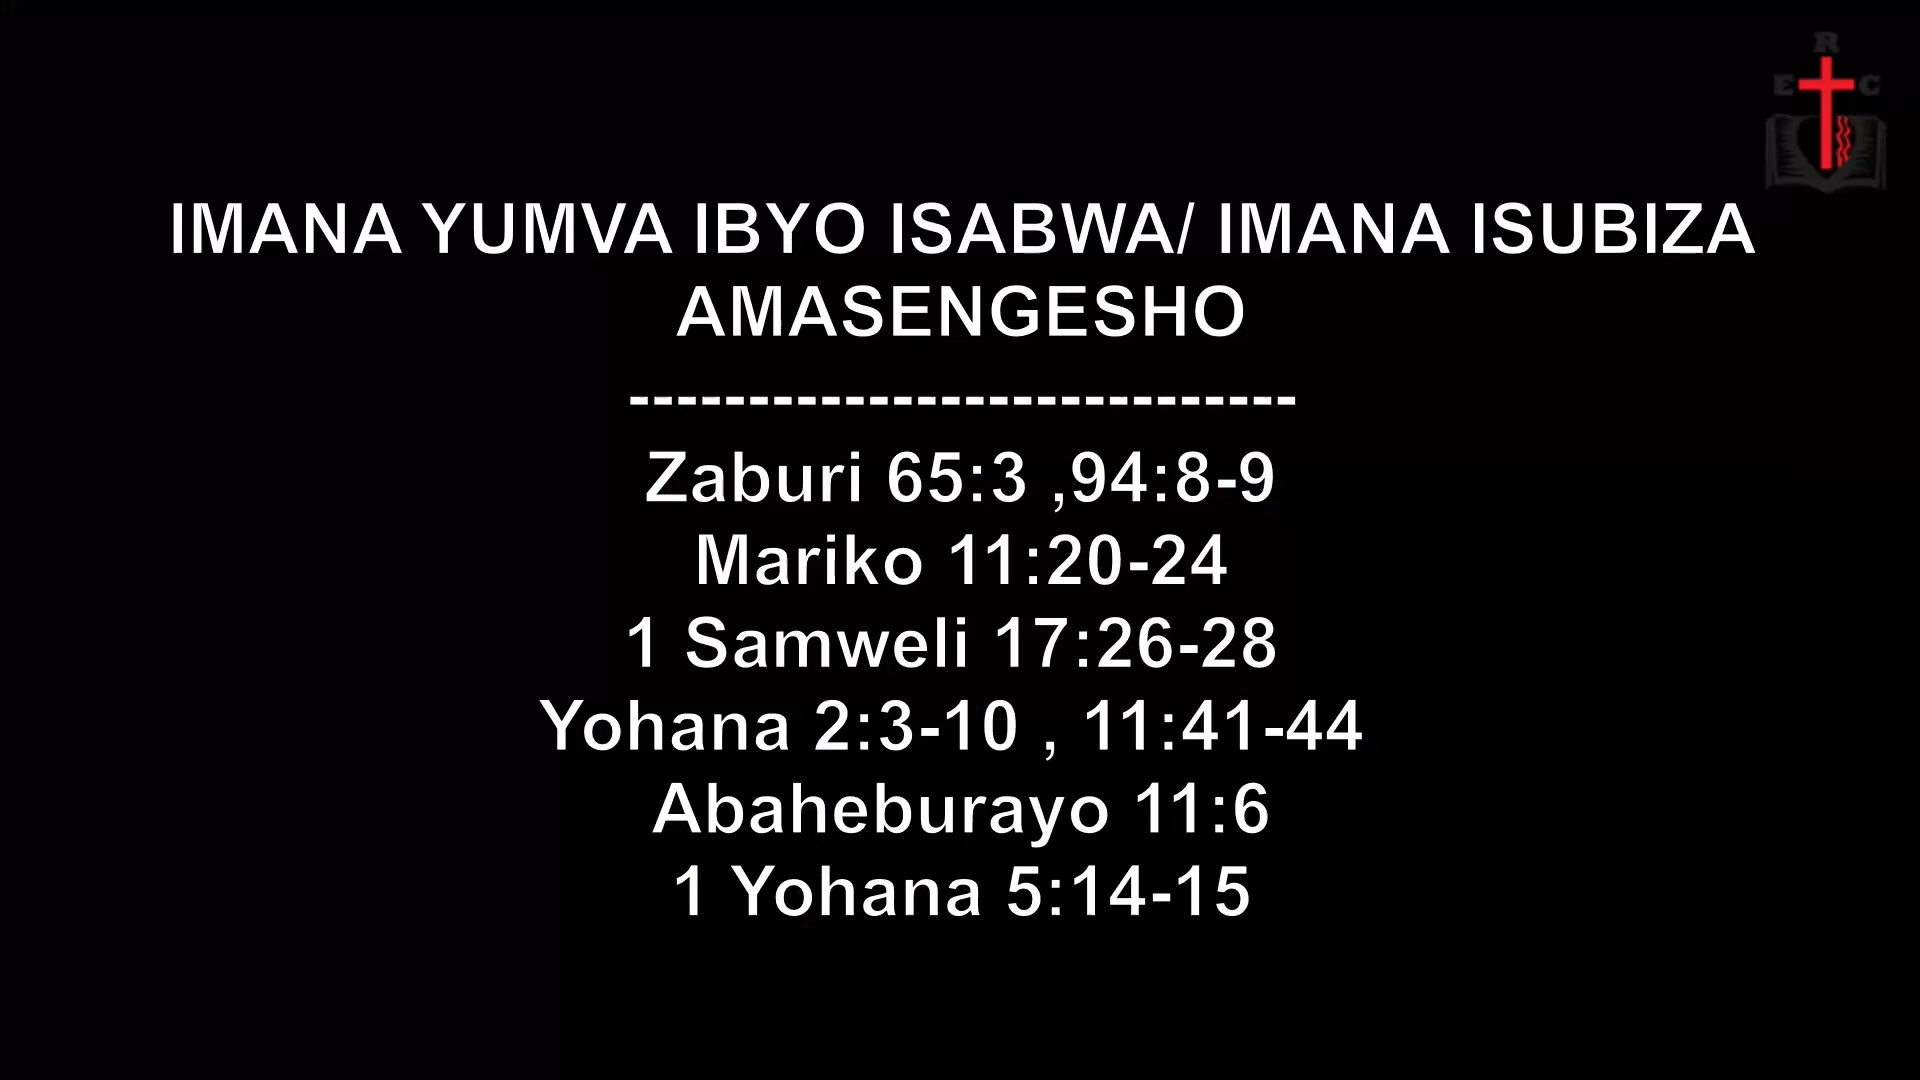 R
E C
IMANA YUMVA IBYO ISABWA/ IMANA ISUBIZA
AMASENGESHO
----------------------------
Zaburi 65:3 ,94:8-9
Mariko 11:20-24
1 Samweli 17:26-28
Yohana 2:3-10 , 11:41-44
Abaheburayo 11:6
1 Yohana 5:14-15